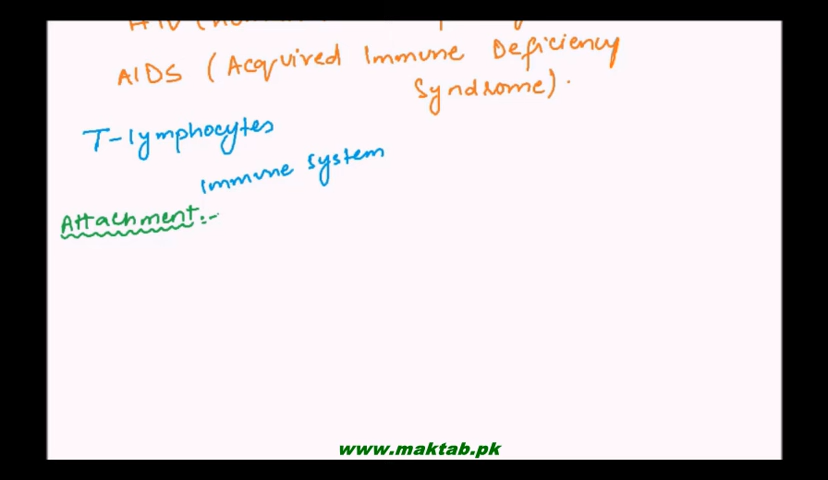 AIDS (Acquired Immune Deficiency
Syndrome).
T-lymphocytes
Immune System
Attachment:-
www.maktab.pk